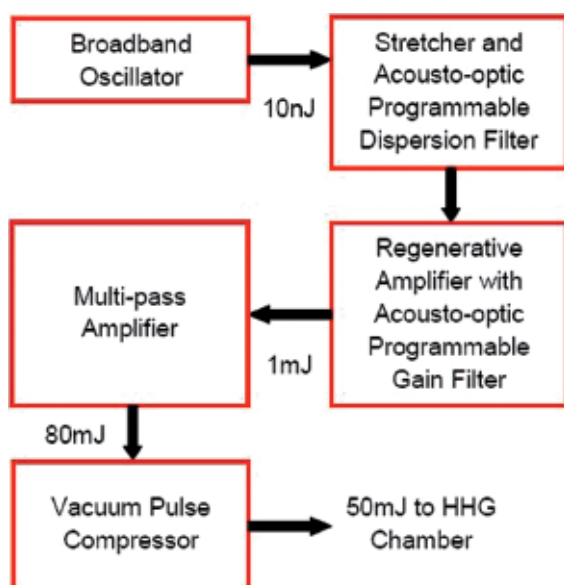 Broadband
Oscillator
10nJ
Stretcher and
Acousto-optic
Programmable
Dispersion Filter
Regenerative
Amplifier with
Acousto-optic
Programmable
Gain Filter
1mJ
Multi-pass
Amplifier
80mJ
Vacuum Pulse
Compressor
50mJ to HHG
Chamber